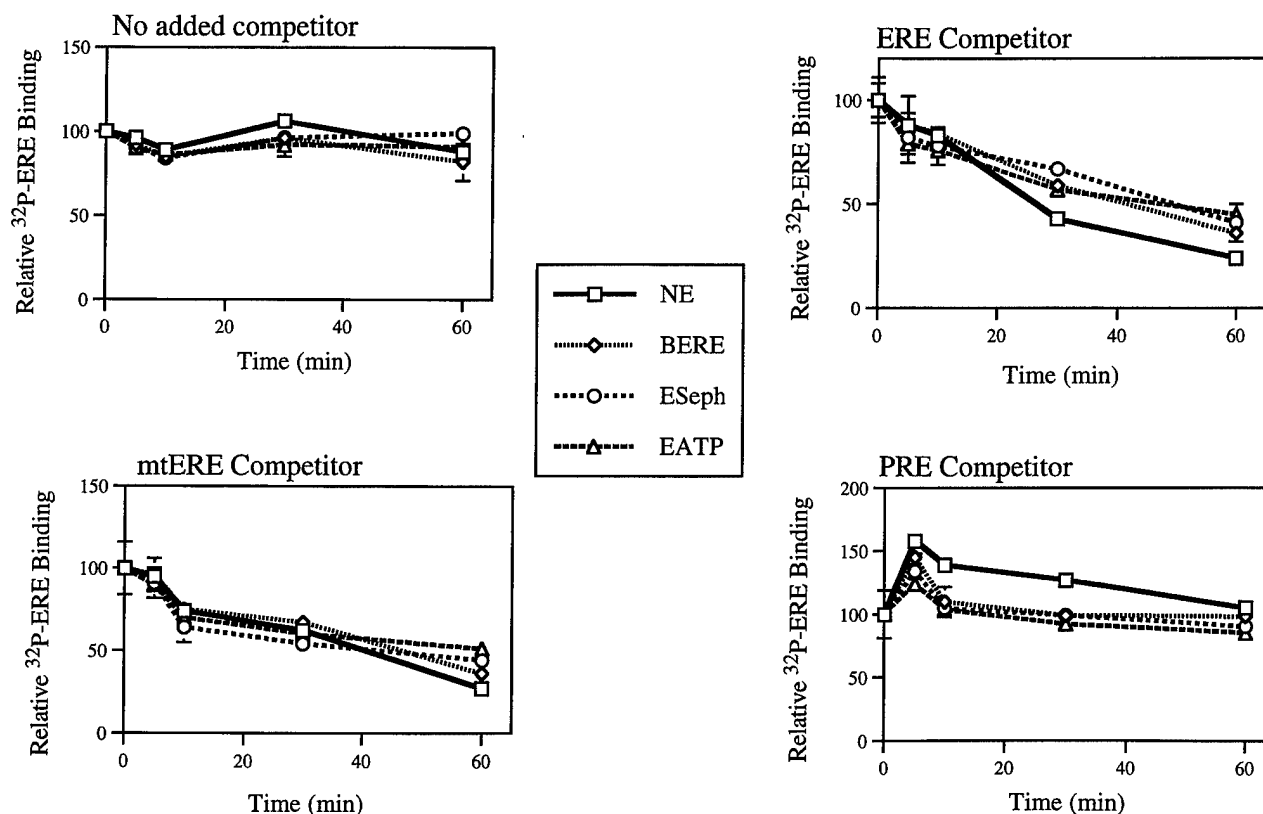 No added competitor
150
100
50
0
Relative ³²P-ERE Binding
0 20 40 60
Time (min)
ERE Competitor
100
50
0
Relative ³²P-ERE Binding
0 20 40 60
Time (min)
NE
BERE
ESeph
EATP
mtERE Competitor
150
100
50
0
Relative ³²P-ERE Binding
0 20 40 60
Time (min)
PRE Competitor
200
150
100
50
0
Relative ³²P-ERE Binding
0 20 40 60
Time (min)